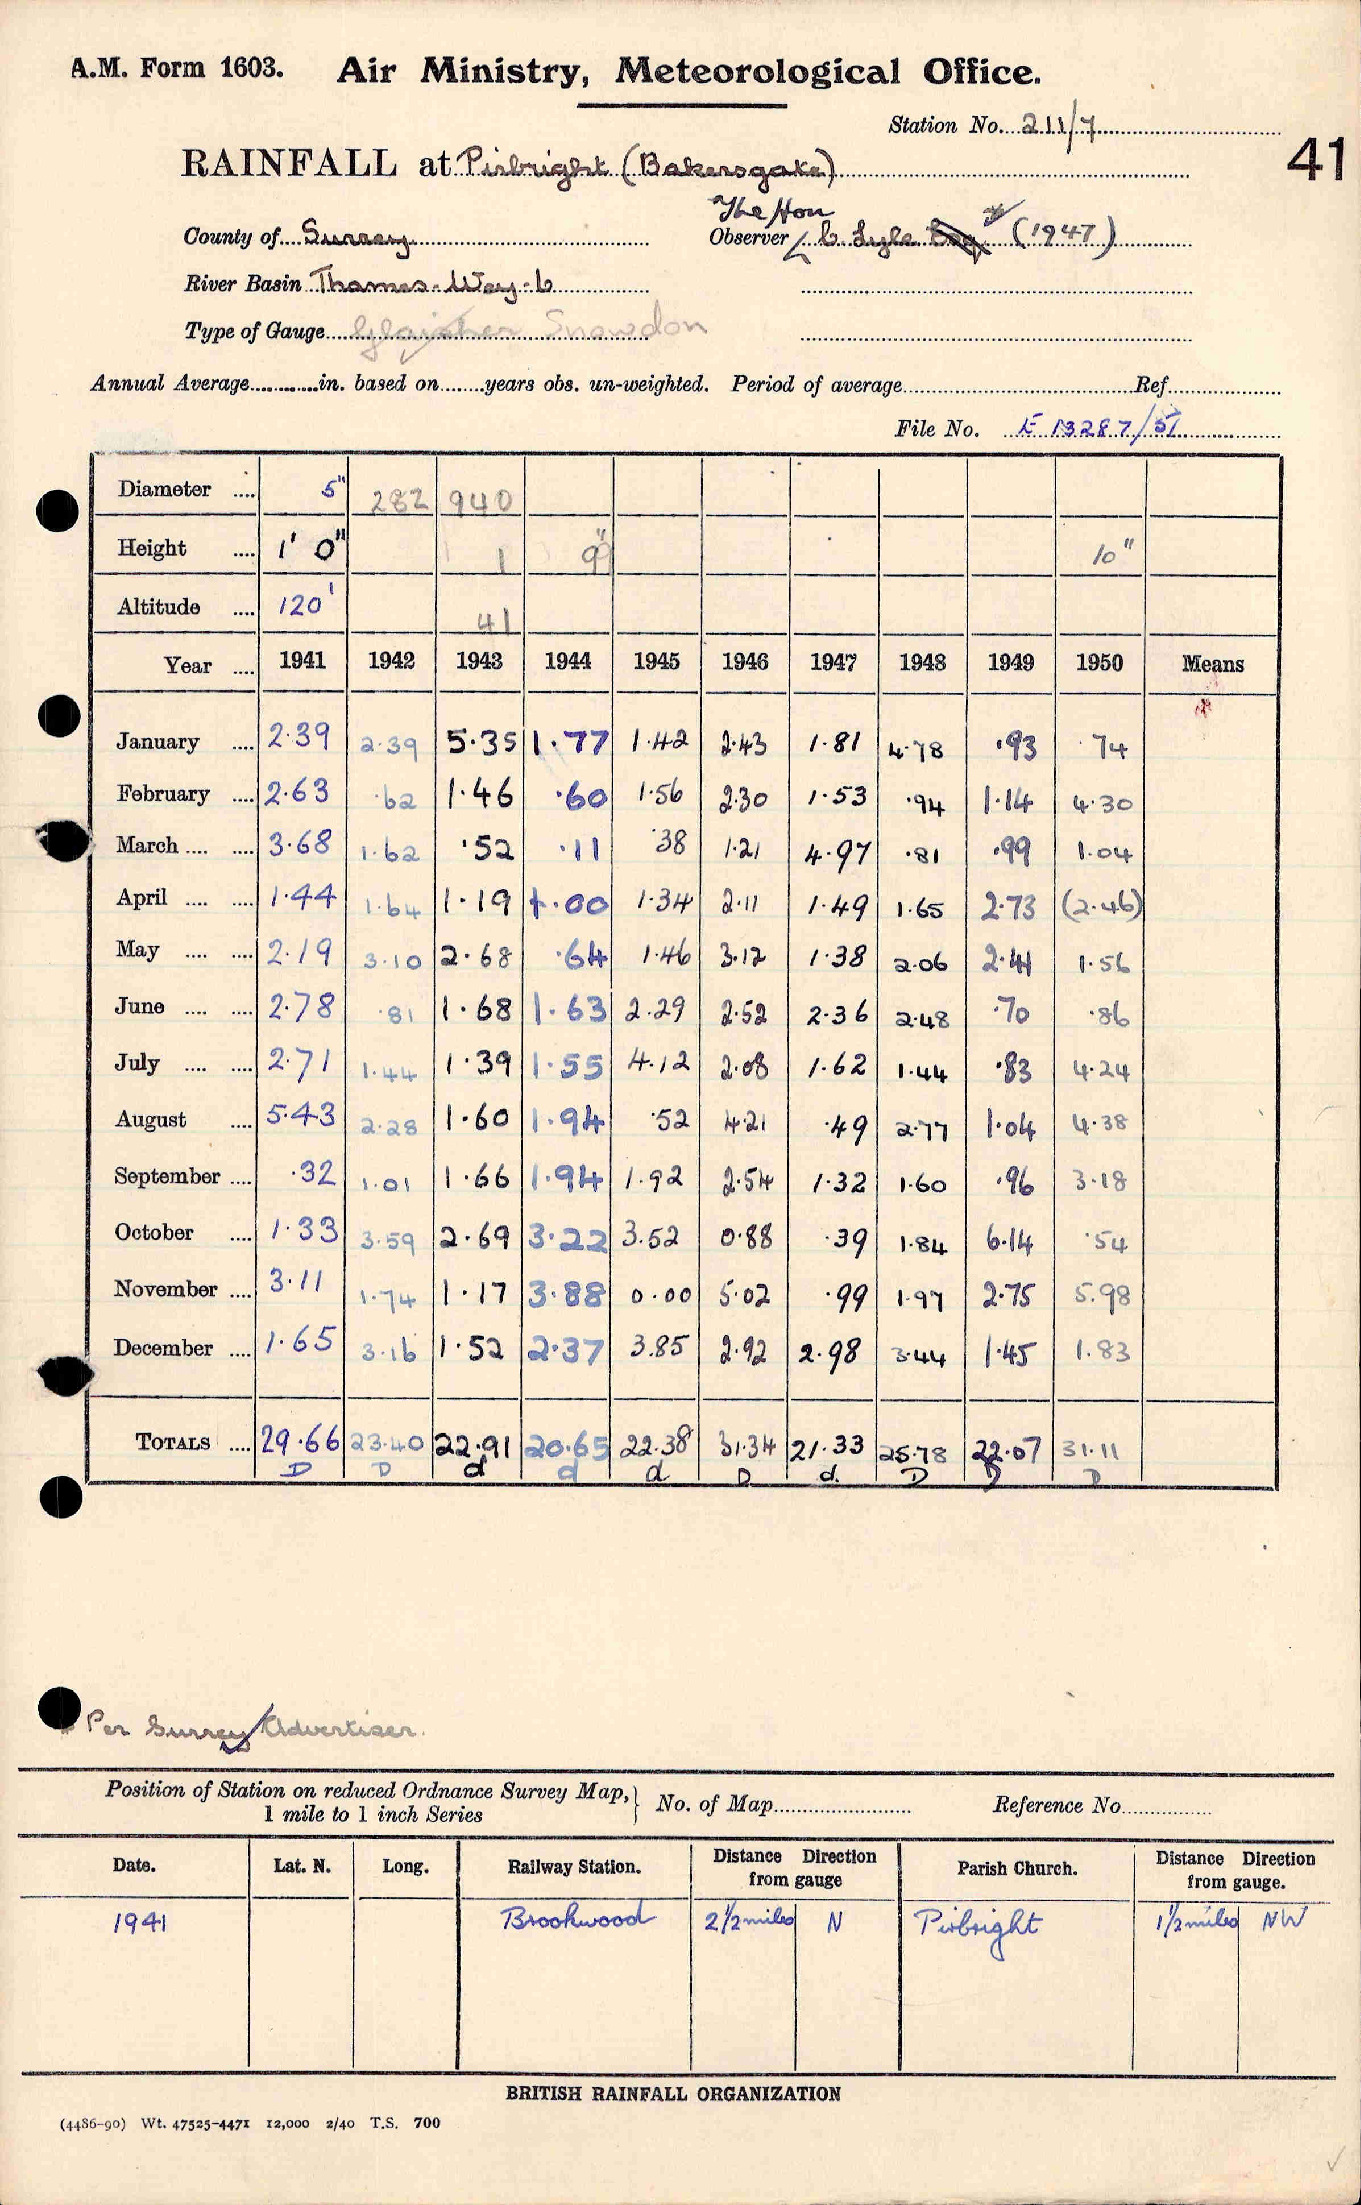 A.M. Form 1603. Air Ministry, Meteorological Office.
Station No. 211/7
41
RAINFALL at Pirbright (Bakersgate)
The Hon
County of Surrey Observer C. Lyle Esq * (1947)
River Basin Thames-Wey-L
Type of Gauge Glaisher Snowdon
Annual Average............in. based on.......years obs. un-weighted. Period of average Ref.
File No. E 13287/51
Diameter .... 5" 282 940
Height .... 1' 0" 1 9" 10"
Altitude .... 120' 41
Year .... 1941 1942 1943 1944 1945 1946 1947 1948 1949 1950 Means
January .... 2·39 2·39 5·35 1·77 1·42 2·43 1·81 4·78 ·93 ·74
February .... 2·63 ·62 1·46 ·60 1·56 2·30 1·53 ·94 1·14 4·30
March .... .... 3·68 1·62 ·52 ·11 ·38 1·21 4·97 ·81 ·99 1·04
April .... .... 1·44 1·64 1·19 1·00 1·34 2·11 1·49 1·65 2·73 (2·46)
May .... .... 2·19 3·10 2·68 ·64 1·46 3·12 1·38 2·06 2·41 1·56
June .... .... 2·78 ·81 1·68 1·63 2·29 2·52 2·36 2·48 ·70 ·86
July .... .... 2·71 1·44 1·39 1·55 4·12 2·08 1·62 1·44 ·83 4·24
August .... 5·43 2·28 1·60 1·94 ·52 4·21 ·49 2·77 1·04 4·38
September .... ·32 1·01 1·66 1·94 1·92 2·54 1·32 1·60 ·96 3·18
October .... 1·33 3·59 2·69 3·22 3·52 0·88 ·39 1·84 6·14 ·54
November .... 3·11 1·74 1·17 3·88 0·00 5·02 ·99 1·97 2·75 5.98
December .... 1·65 3·16 1·52 2·37 3.85 2·92 2·98 3·44 1·45 1.83
TOTALS .... 29·66 23·40 22·91 20·65 22·38 31·34 21·33 25·78 22·07 31·11
D D d d d D d. D D D
* Per Surrey Advertiser.
Position of Station on reduced Ordnance Survey Map, } No. of Map Reference No.
1 mile to 1 inch Series
Date. Lat. N. Long. Railway Station. Distance Direction from gauge Parish Church. Distance Direction from gauge.
1941 Brookwood 2½miles N Pirbright 1½miles NW
BRITISH RAINFALL ORGANIZATION
(4486-90) Wt. 47525-4471 12,000 2/40 T.S. 700